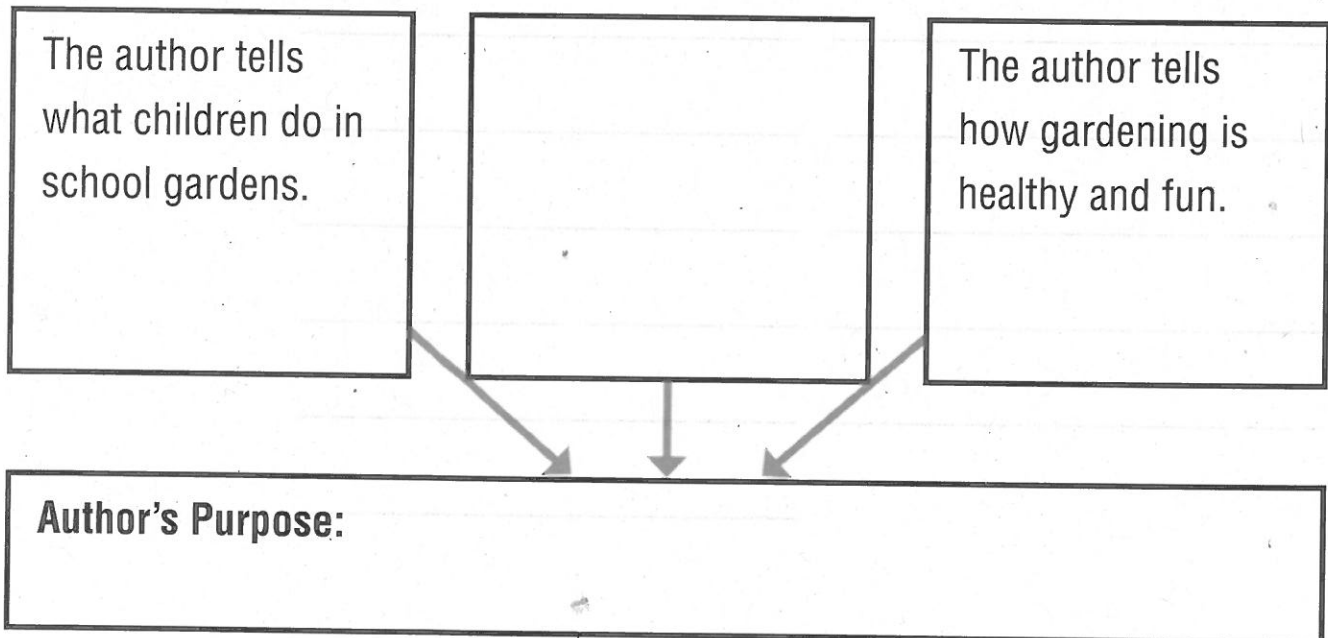 The author tells
what children do in
school gardens.
The author tells
how gardening is
healthy and fun.
Author's Purpose: